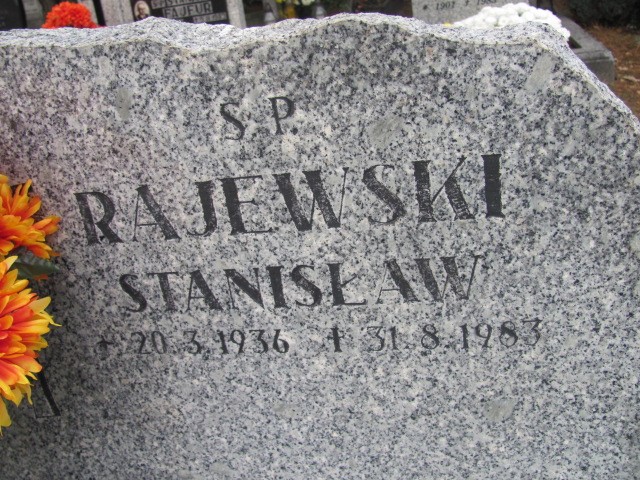 S.P.
RAJEWSKI
STANISŁAW
* 20.3.1936 † 31.8.1983